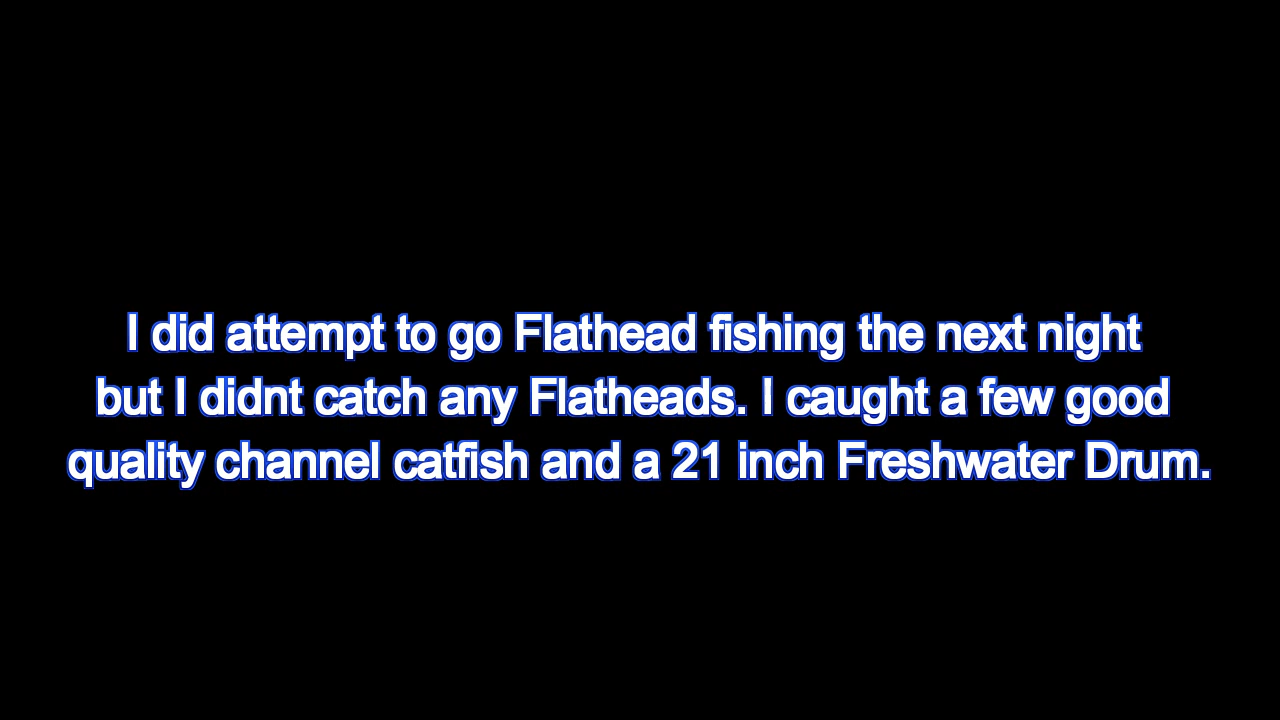 I did attempt to go Flathead fishing the next night
but I didnt catch any Flatheads. I caught a few good
quality channel catfish and a 21 inch Freshwater Drum.